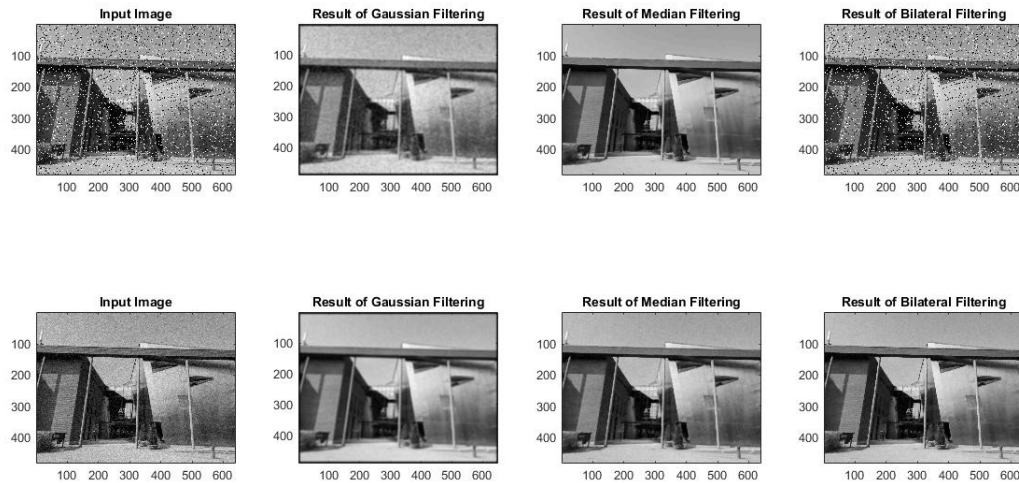 Input Image Result of Gaussian Filtering Result of Median Filtering Result of Bilateral Filtering
100 100 100 100
200 200 200 200
300 300 300 300
400 400 400 400
100 200 300 400 500 600 100 200 300 400 500 600 100 200 300 400 500 600 100 200 300 400 500 600
Input Image Result of Gaussian Filtering Result of Median Filtering Result of Bilateral Filtering
100 100 100 100
200 200 200 200
300 300 300 300
400 400 400 400
100 200 300 400 500 600 100 200 300 400 500 600 100 200 300 400 500 600 100 200 300 400 500 600